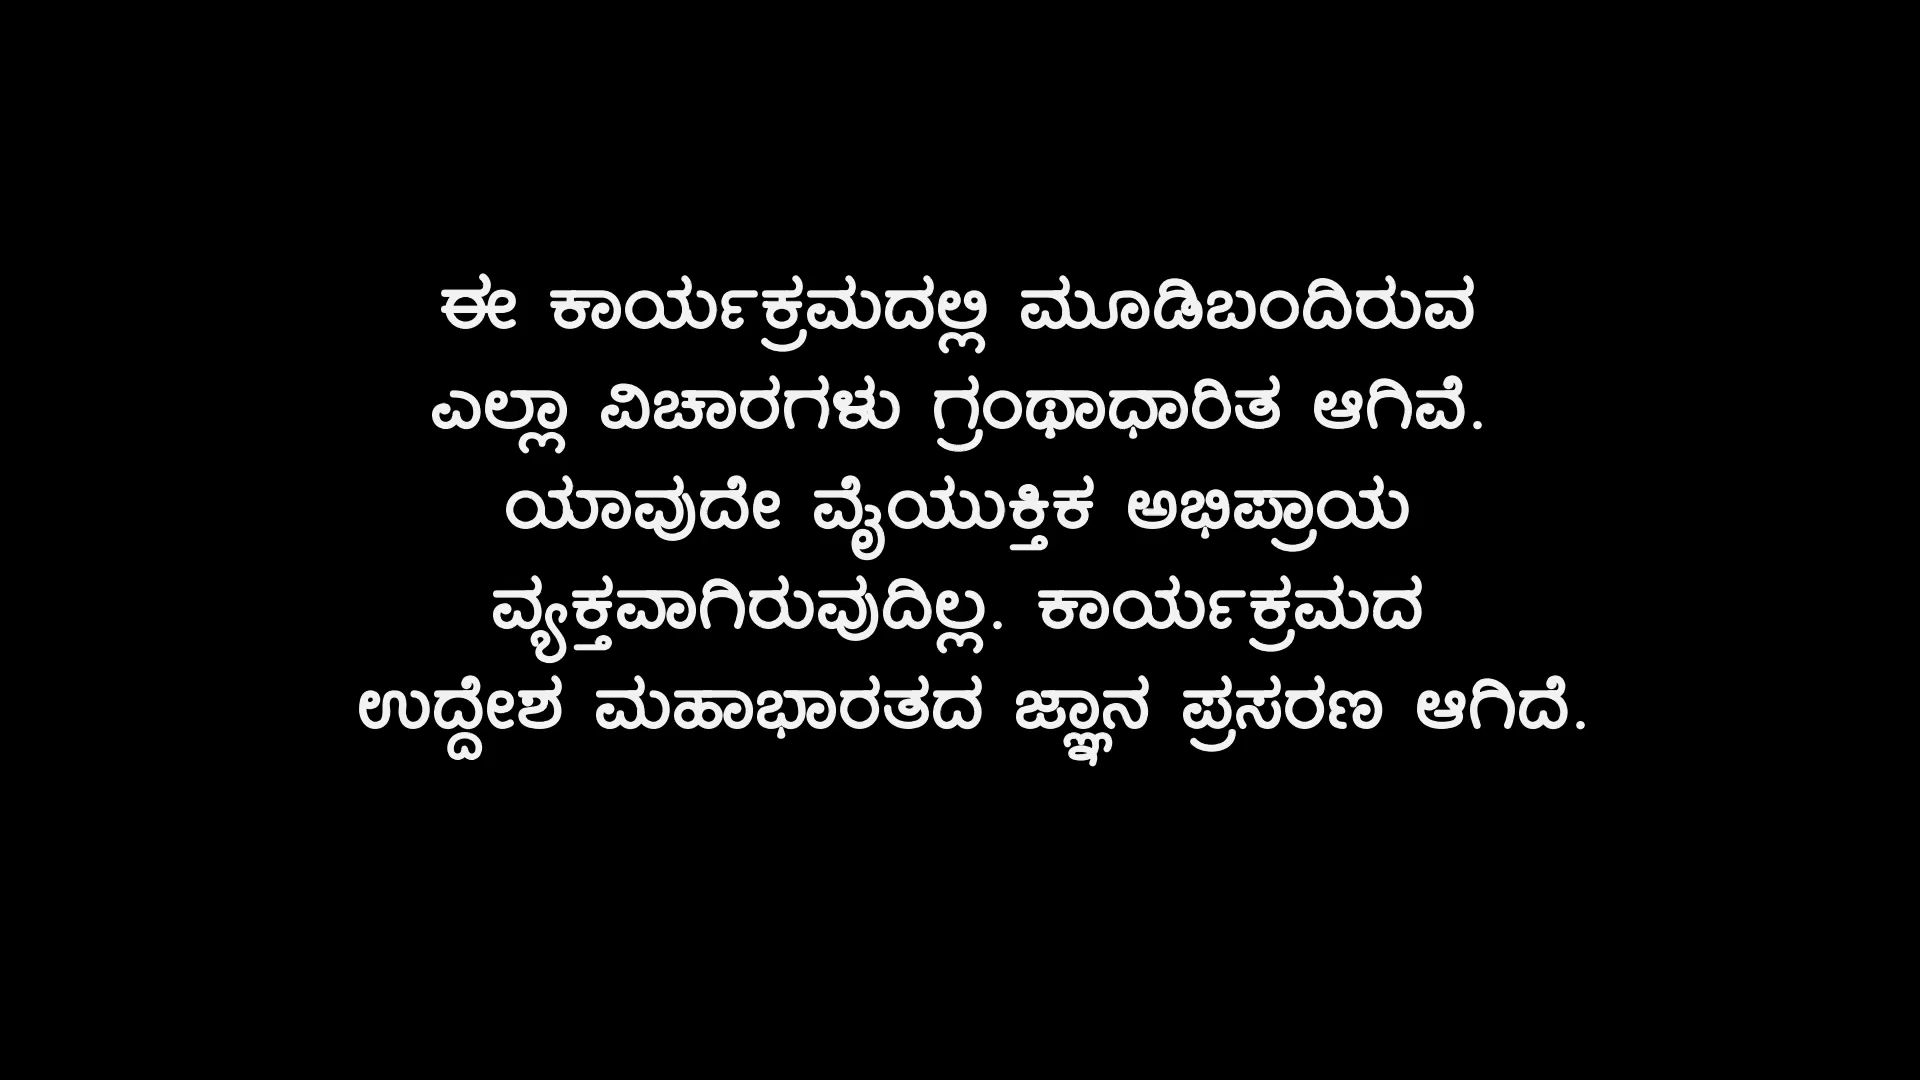 ಈ ಕಾರ್ಯಕ್ರಮದಲ್ಲಿ ಮೂಡಿಬಂದಿರುವ
ಎಲ್ಲಾ ವಿಚಾರಗಳು ಗ್ರಂಥಾಧಾರಿತ ಆಗಿವೆ.
ಯಾವುದೇ ವೈಯುಕ್ತಿಕ ಅಭಿಪ್ರಾಯ
ವ್ಯಕ್ತವಾಗಿರುವುದಿಲ್ಲ. ಕಾರ್ಯಕ್ರಮದ
ಉದ್ದೇಶ ಮಹಾಭಾರತದ ಜ್ಞಾನ ಪ್ರಸರಣ ಆಗಿದೆ.